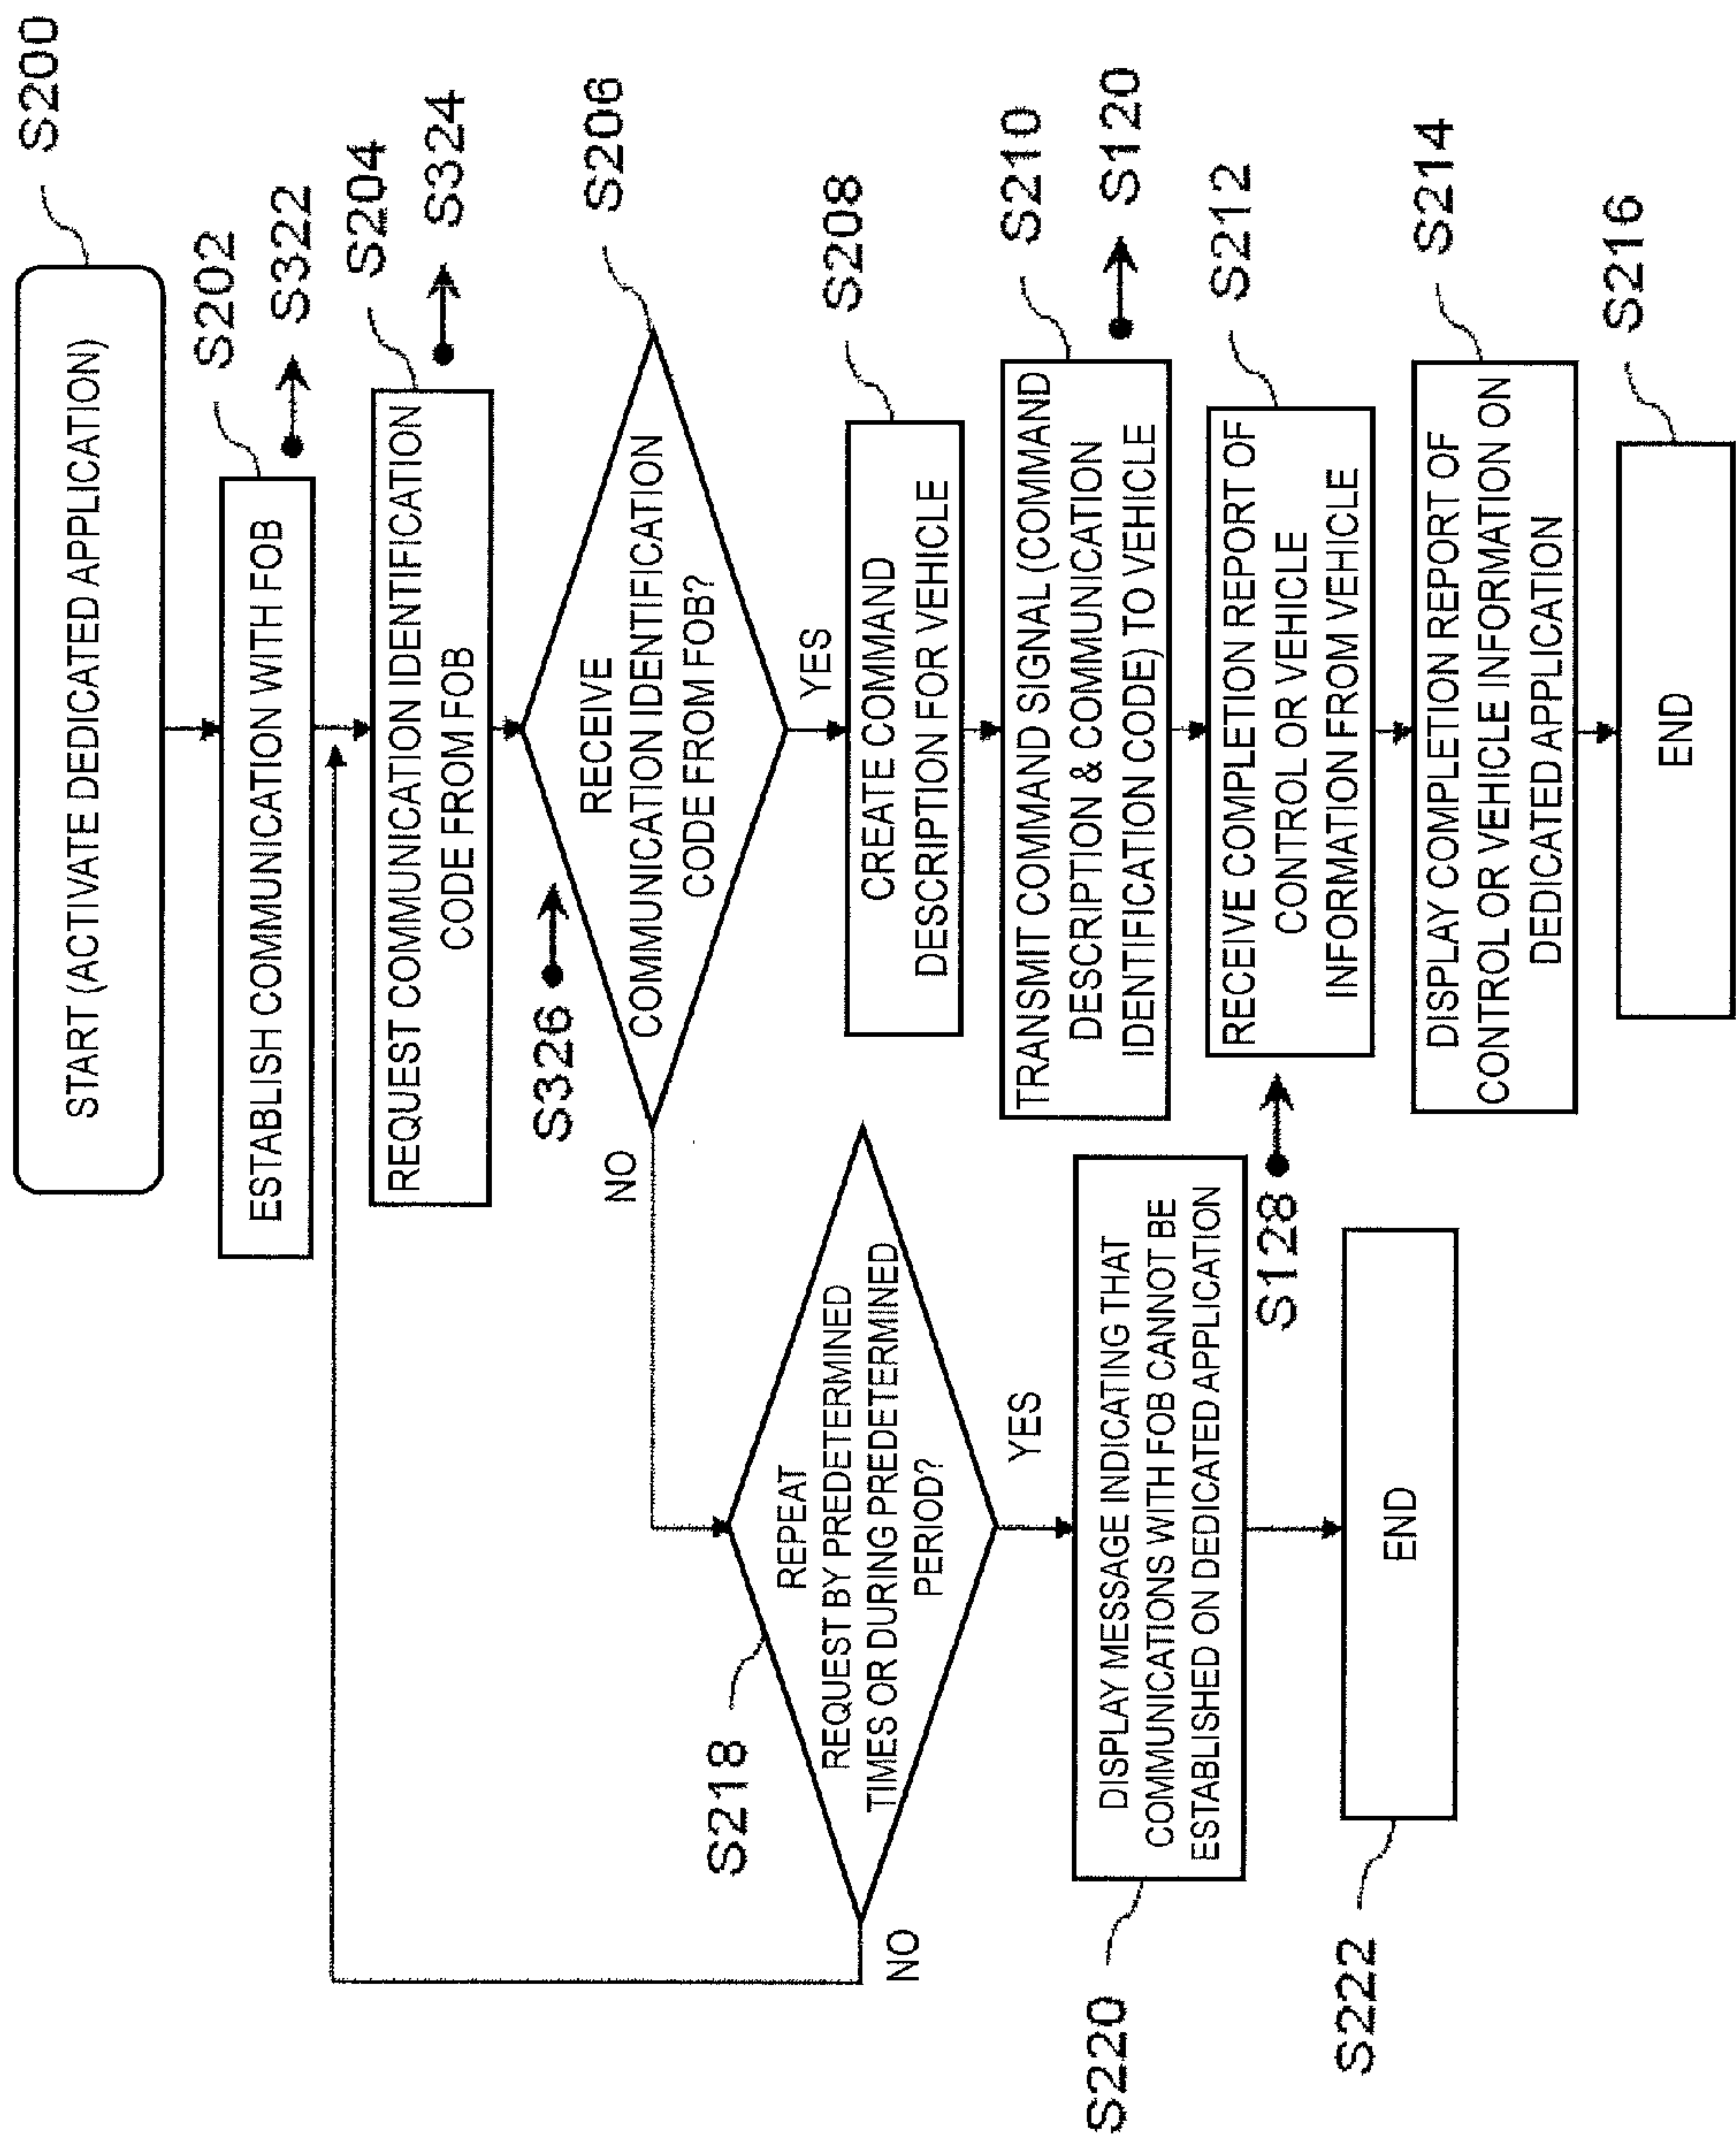 START (ACTIVATE DEDICATED APPLICATION)
S200
ESTABLISH COMMUNICATION WITH FOB
S202
S322
REQUEST COMMUNICATION IDENTIFICATION
CODE FROM FOB
S204
S324
S326
RECEIVE
COMMUNICATION IDENTIFICATION
CODE FROM FOB?
S206
NO
YES
CREATE COMMAND
DESCRIPTION FOR VEHICLE
S208
TRANSMIT COMMAND SIGNAL (COMMAND
DESCRIPTION & COMMUNICATION
IDENTIFICATION CODE) TO VEHICLE
S210
S120
RECEIVE COMPLETION REPORT OF
CONTROL OR VEHICLE
INFORMATION FROM VEHICLE
S212
S128
DISPLAY COMPLETION REPORT OF
CONTROL OR VEHICLE INFORMATION ON
DEDICATED APPLICATION
S214
END
S216
S218
REPEAT
REQUEST BY PREDETERMINED
TIMES OR DURING PREDETERMINED
PERIOD?
NO
YES
S220
DISPLAY MESSAGE INDICATING THAT
COMMUNICATIONS WITH FOB CANNOT BE
ESTABLISHED ON DEDICATED APPLICATION
S222
END